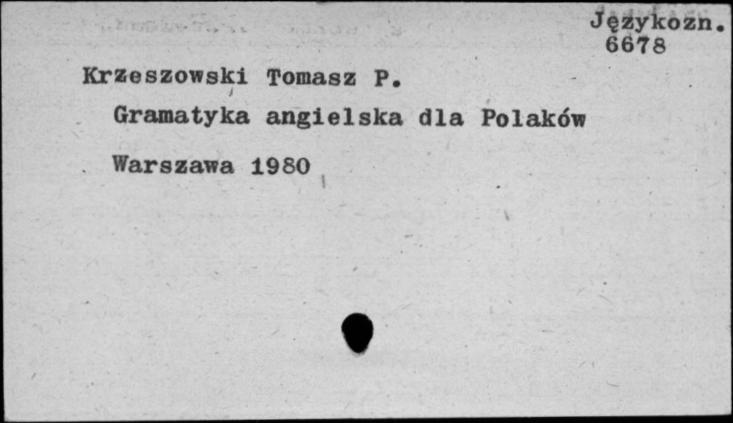 Językozn.
6678
Krzeszowski Tomasz P.
Gramatyka angielska dla Polaków
Warszawa 1980